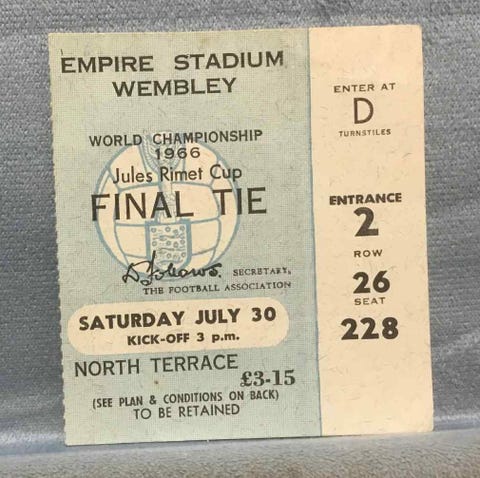 EMPIRE STADIUM
WEMBLEY
WORLD CHAMPIONSHIP
1966
Jules Rimet Cup
FINAL TIE
D Follows. SECRETARY,
THE FOOTBALL ASSOCIATION
SATURDAY JULY 30
KICK-OFF 3 p.m.
NORTH TERRACE
£3-15
(SEE PLAN & CONDITIONS ON BACK)
TO BE RETAINED
ENTER AT
D
TURNSTILES
ENTRANCE
2
ROW
26
SEAT
228